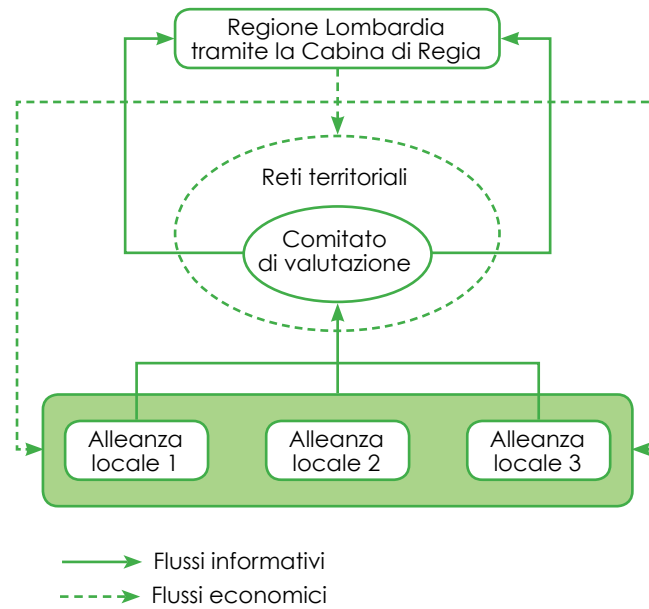 Regione Lombardia
tramite la Cabina di Regia
Reti territoriali
Comitato
di valutazione
Alleanza
locale 1
Alleanza
locale 2
Alleanza
locale 3
Flussi informativi
Flussi economici